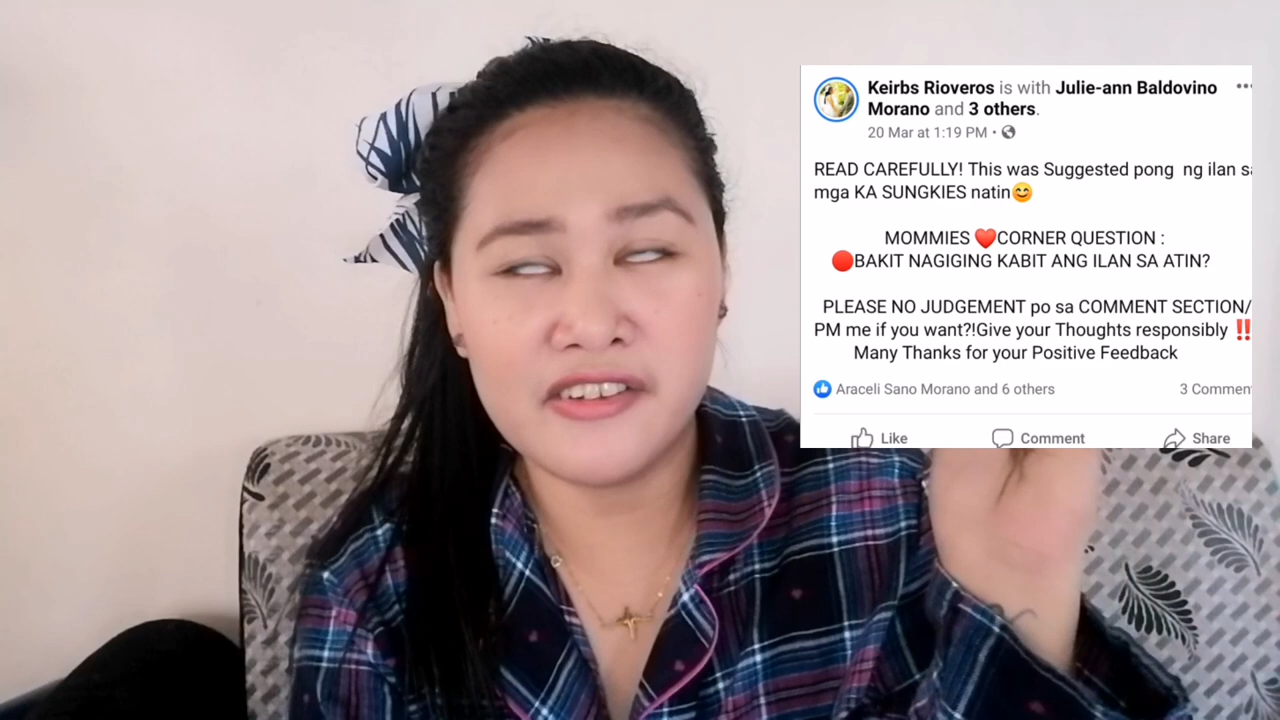 Keirbs Rioveros is with Julie-ann Baldovino
Morano and 3 others.
20 Mar at 1:19 PM •
READ CAREFULLY! This was Suggested pong ng ilan sa
mga KA SUNGKIES natin😊
MOMMIES ♥️CORNER QUESTION :
🔴BAKIT NAGIGING KABIT ANG ILAN SA ATIN?
PLEASE NO JUDGEMENT po sa COMMENT SECTION/
PM me if you want?!Give your Thoughts responsibly ‼️
Many Thanks for your Positive Feedback
Araceli Sano Morano and 6 others
3 Commen
Like
Comment
Share